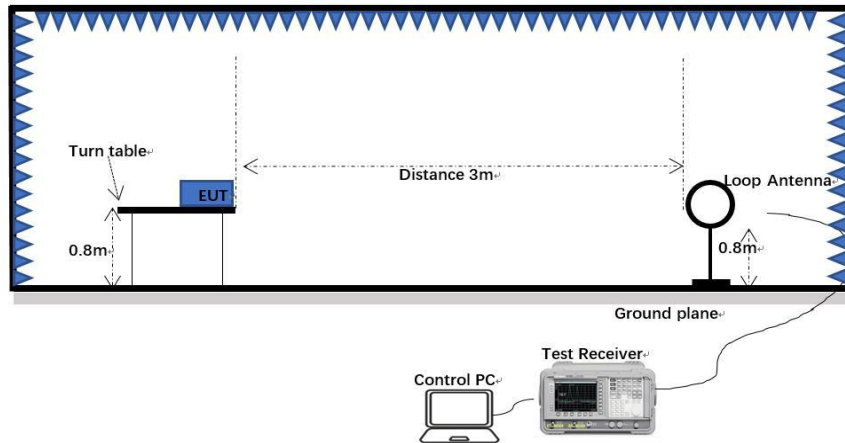 Turn table
EUT
Distance 3m
Loop Antenna
0.8m
0.8m
Ground plane
Test Receiver
Control PC